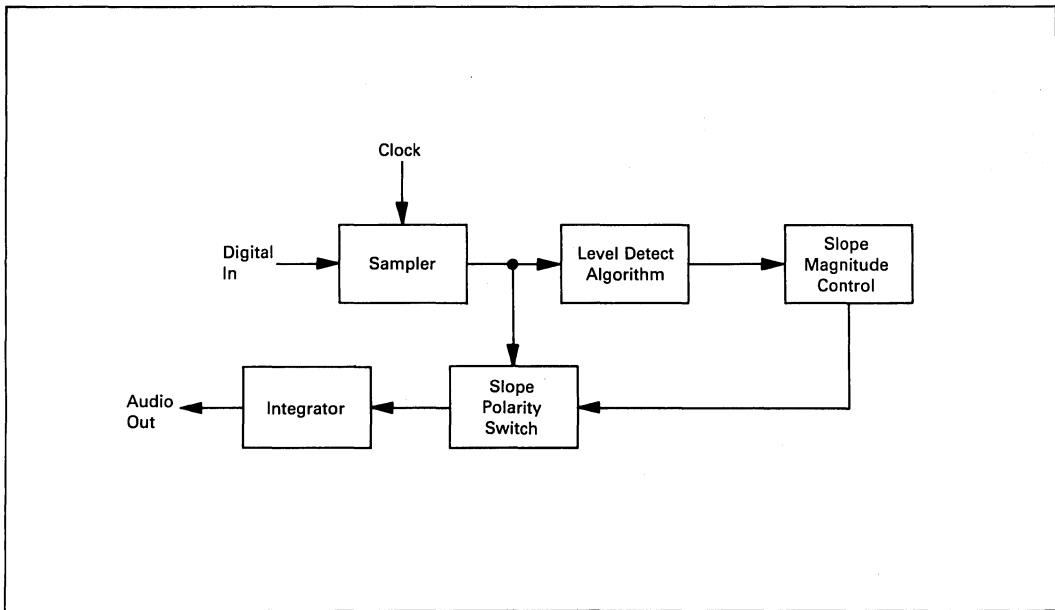 Clock
Digital
In
Sampler
Level Detect
Algorithm
Slope
Magnitude
Control
Audio
Out
Integrator
Slope
Polarity
Switch